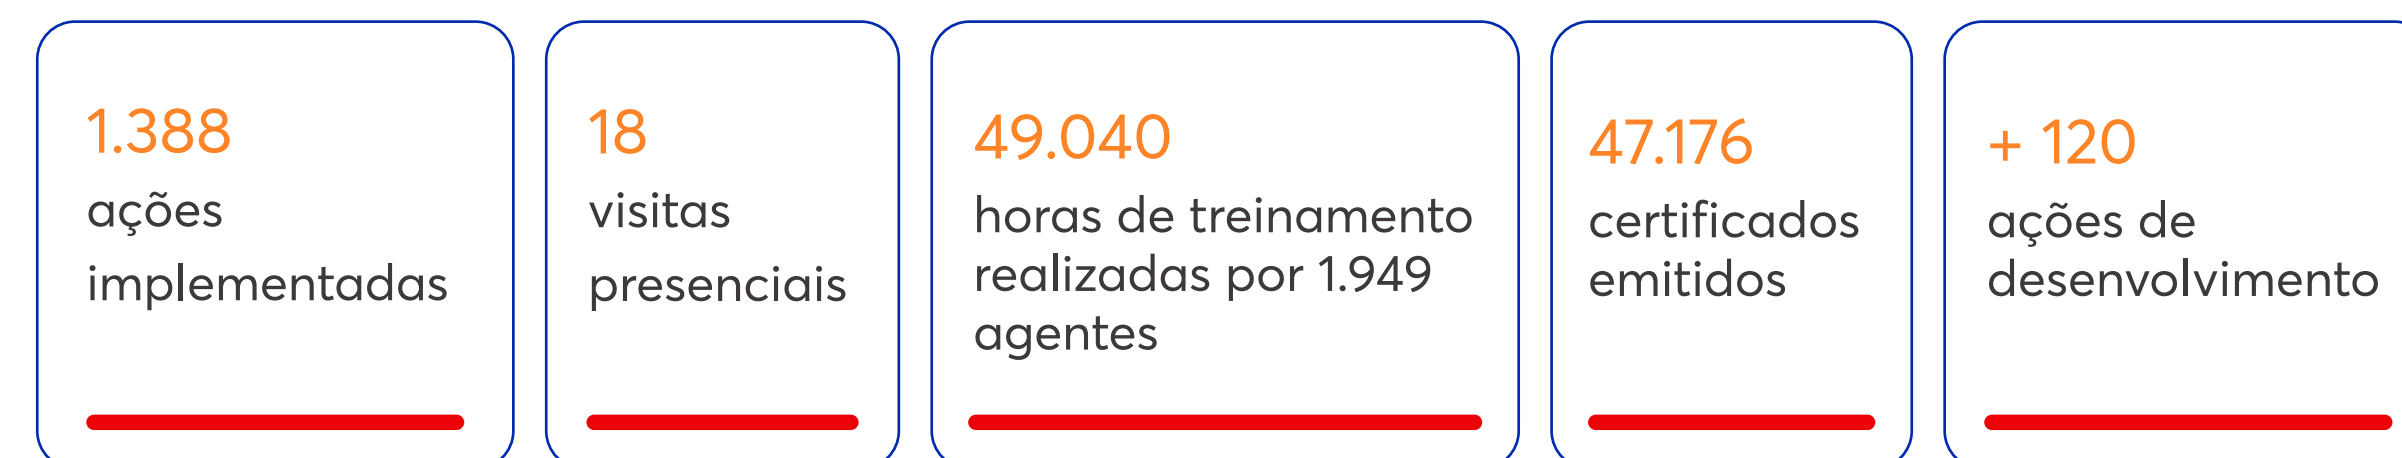 1.388
ações
implementadas
18
visitas
presenciais
49.040
horas de treinamento
realizadas por 1.949
agentes
47.176
certificados
emitidos
+ 120
ações de
desenvolvimento